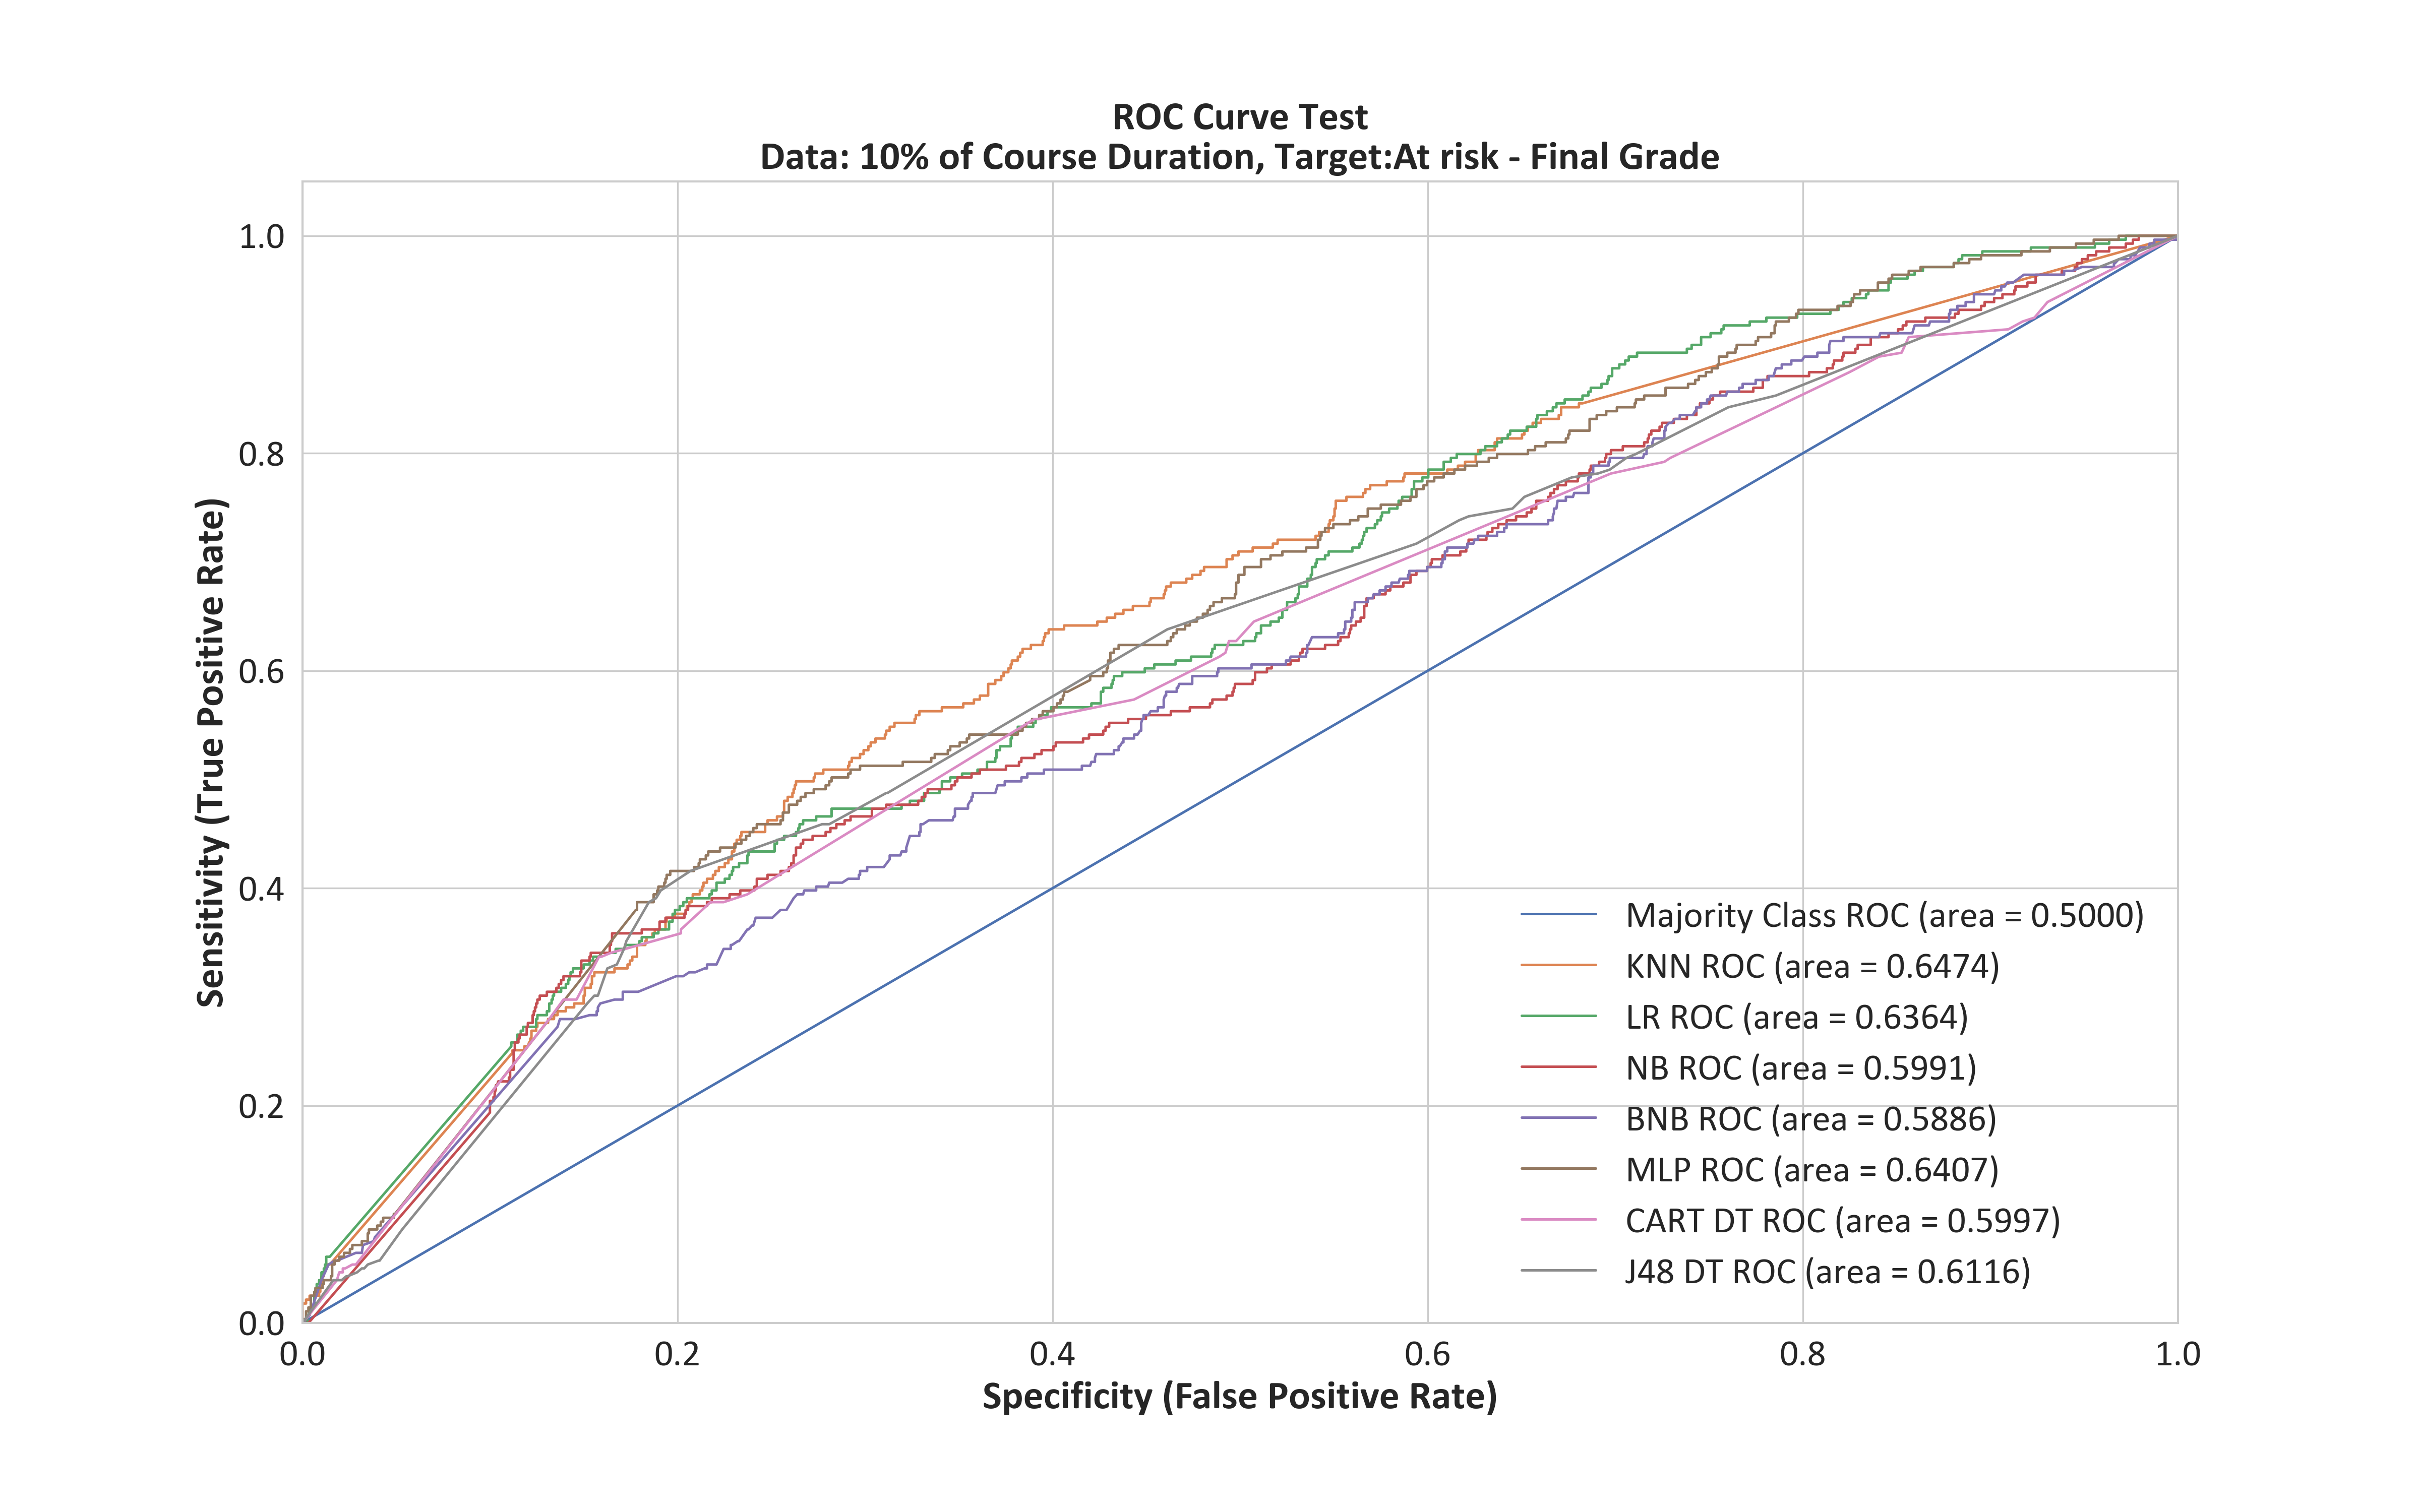 ROC Curve Test
Data: 10% of Course Duration, Target:At risk - Final Grade
Sensitivity (True Positive Rate)
1.0
0.8
0.6
0.4
0.2
0.0
0.0 0.2 0.4 0.6 0.8 1.0
Specificity (False Positive Rate)
Majority Class ROC (area = 0.5000)
KNN ROC (area = 0.6474)
LR ROC (area = 0.6364)
NB ROC (area = 0.5991)
BNB ROC (area = 0.5886)
MLP ROC (area = 0.6407)
CART DT ROC (area = 0.5997)
J48 DT ROC (area = 0.6116)